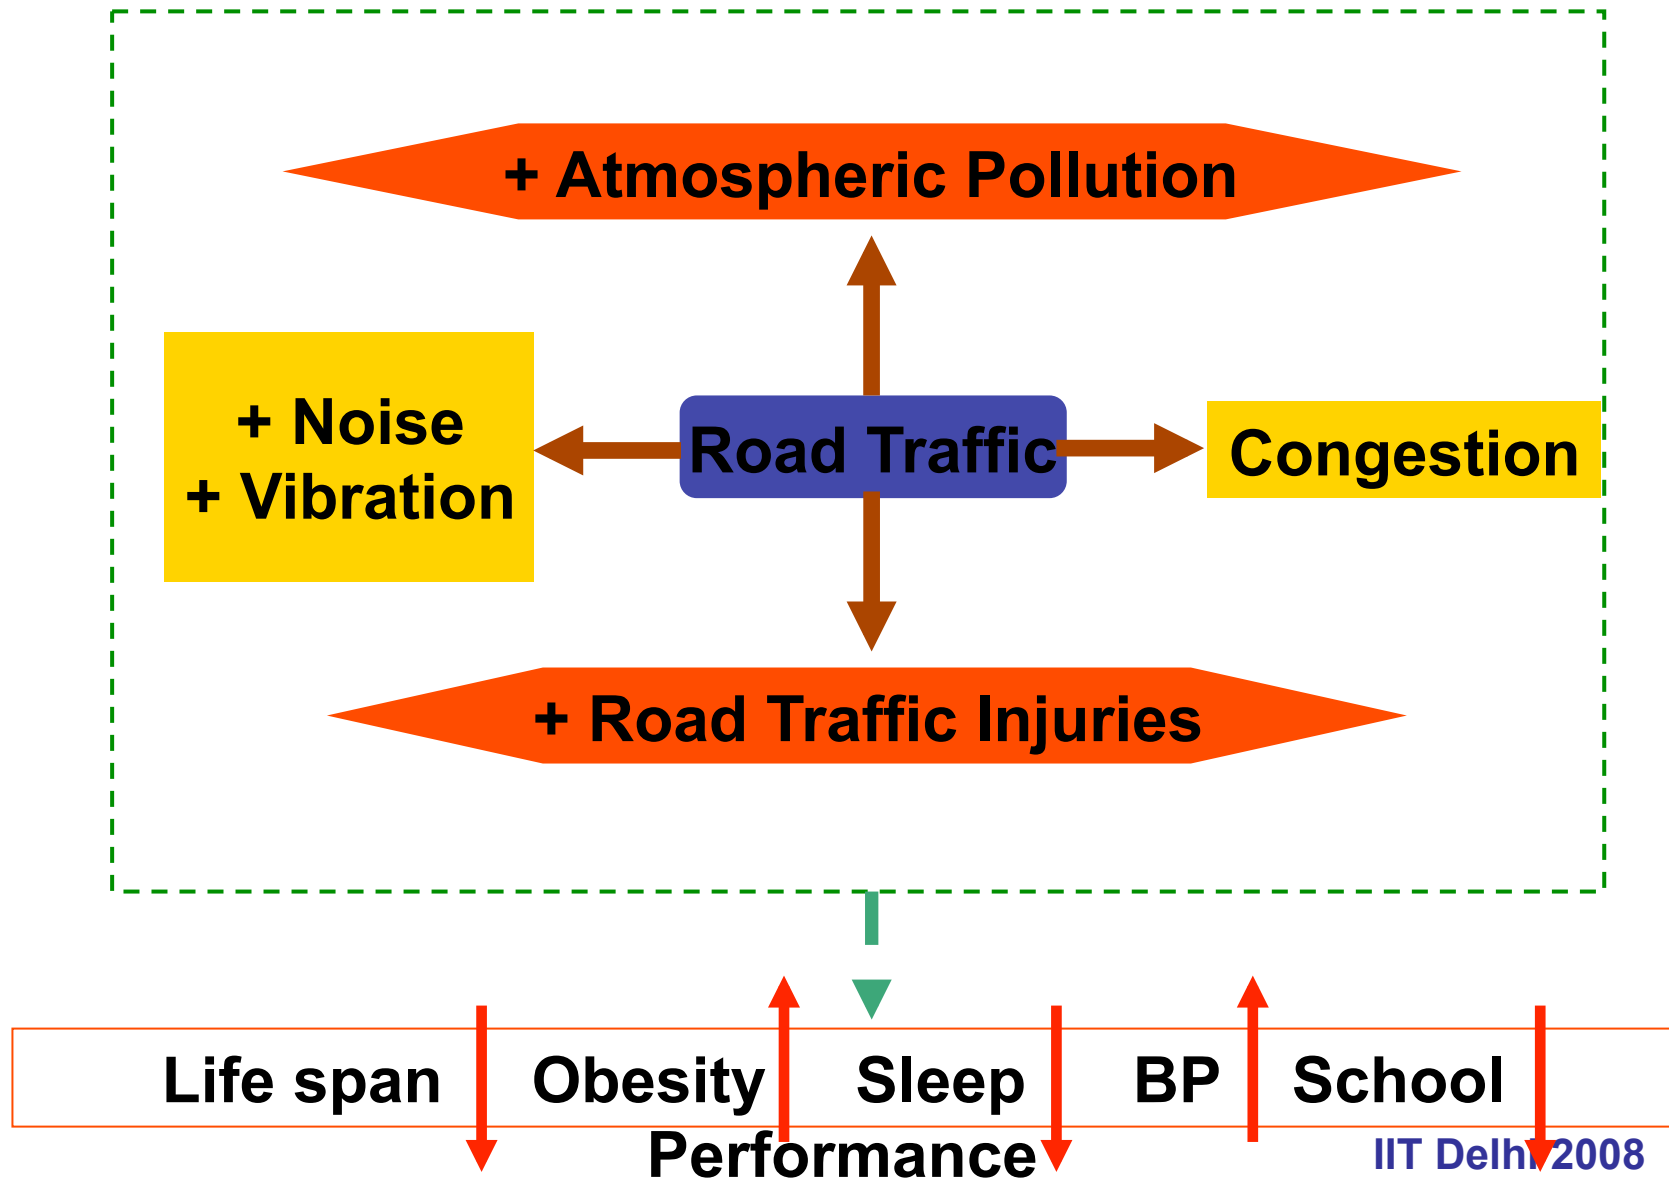 + Atmospheric Pollution
+ Noise
+ Vibration
Road Traffic
Congestion
+ Road Traffic Injuries
Life span Obesity Sleep BP School
Performance
IIT Delhi 2008